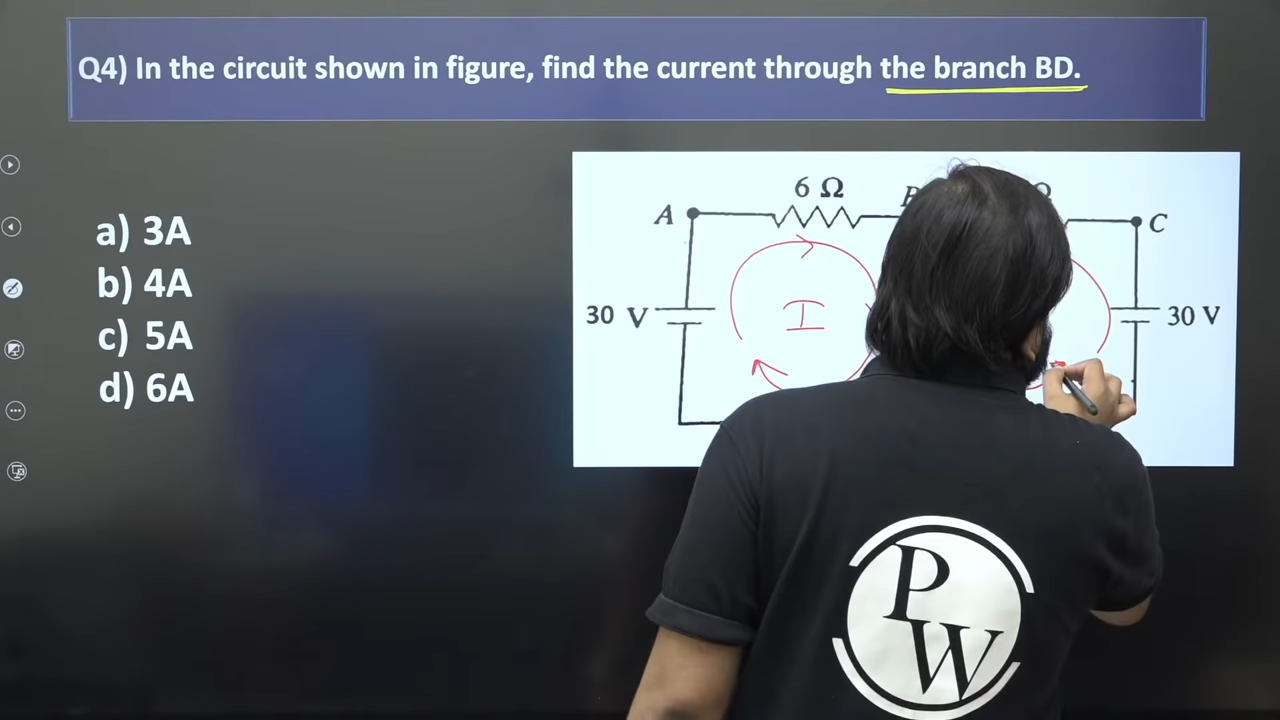 Q4) In the circuit shown in figure, find the current through the branch BD.
a) 3A
b) 4A
c) 5A
d) 6A
6 Ω
Ω
A
C
30 V
I
30 V
P
W